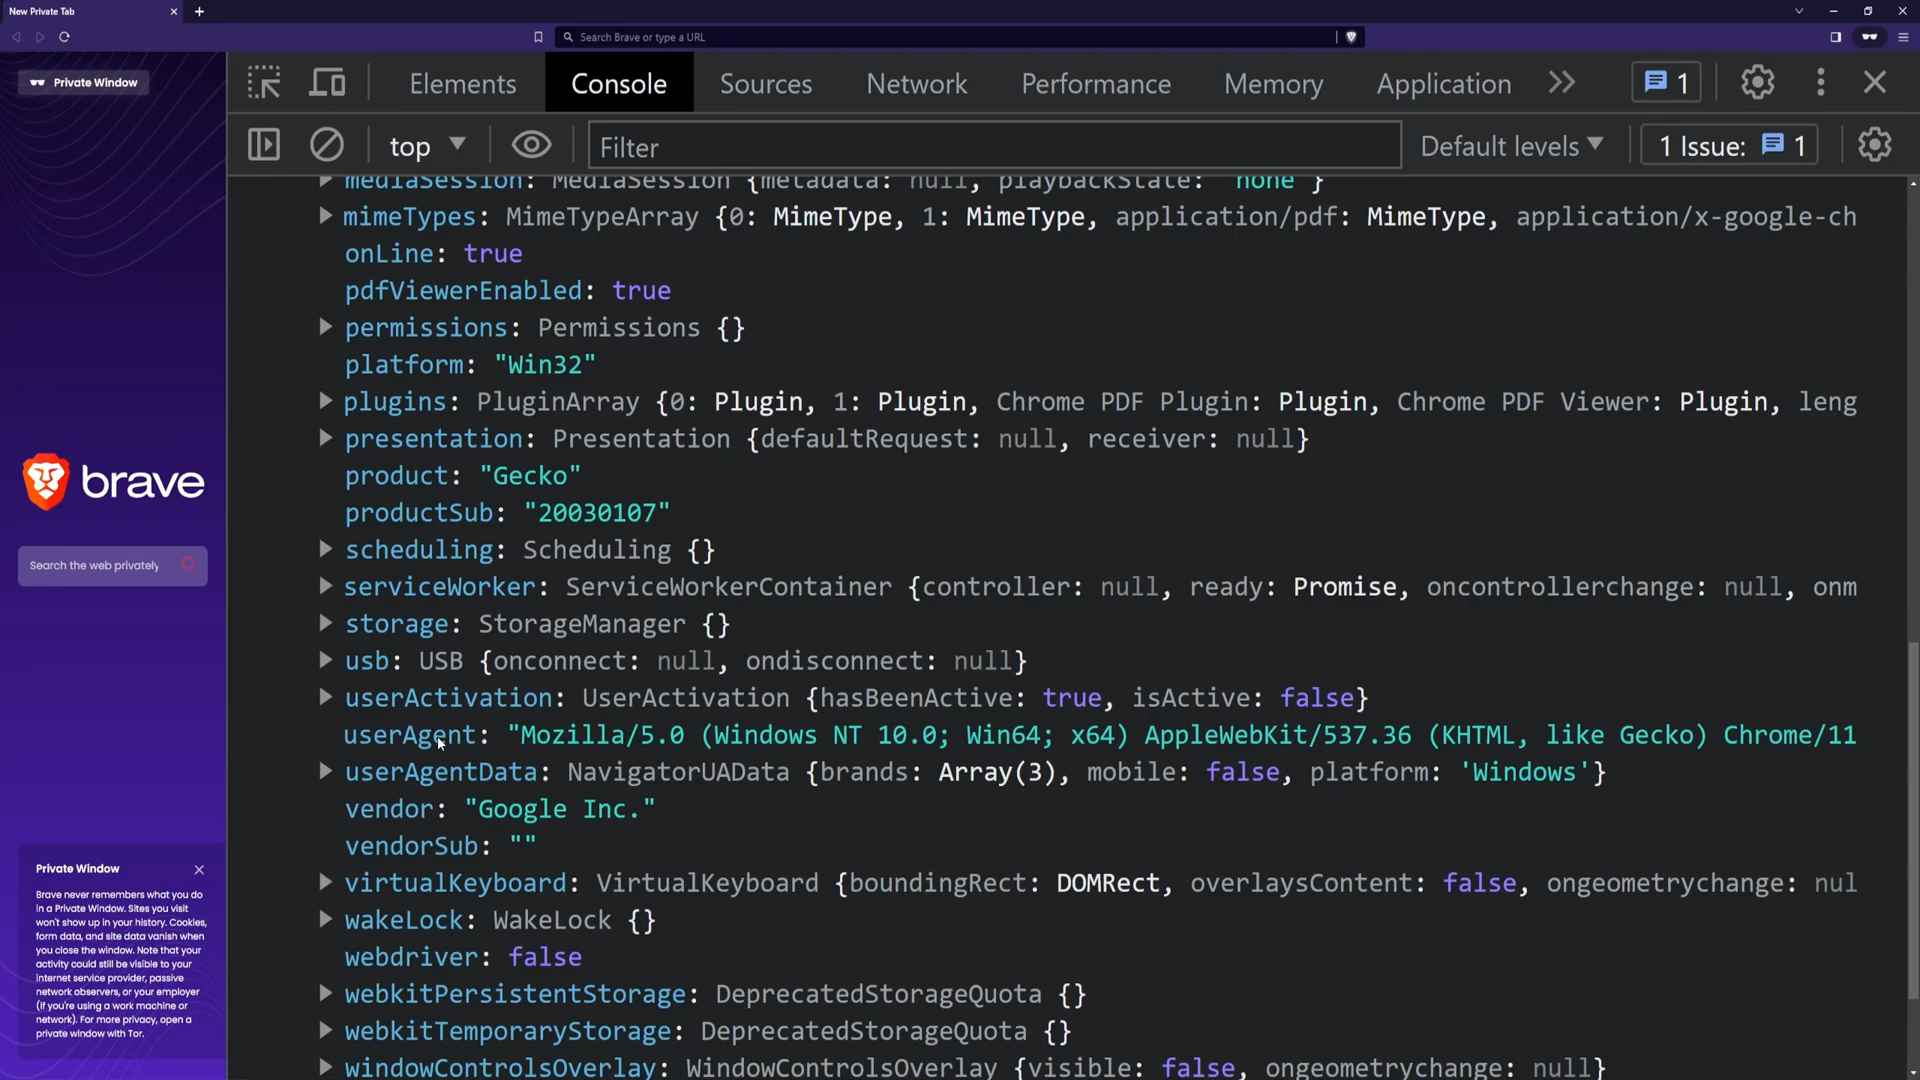 New Private Tab
Search Brave or type a URL
Private Window
Elements Console Sources Network Performance Memory Application 1
top Filter Default levels 1 Issue: 1
mediaSession: MediaSession {metadata: null, playbackState: 'none'}
mimeTypes: MimeTypeArray {0: MimeType, 1: MimeType, application/pdf: MimeType, application/x-google-ch
onLine: true
pdfViewerEnabled: true
permissions: Permissions {}
platform: "Win32"
plugins: PluginArray {0: Plugin, 1: Plugin, Chrome PDF Plugin: Plugin, Chrome PDF Viewer: Plugin, leng
presentation: Presentation {defaultRequest: null, receiver: null}
product: "Gecko"
productSub: "20030107"
scheduling: Scheduling {}
serviceWorker: ServiceWorkerContainer {controller: null, ready: Promise, oncontrollerchange: null, onm
storage: StorageManager {}
usb: USB {onconnect: null, ondisconnect: null}
userActivation: UserActivation {hasBeenActive: true, isActive: false}
userAgent: "Mozilla/5.0 (Windows NT 10.0; Win64; x64) AppleWebKit/537.36 (KHTML, like Gecko) Chrome/11
userAgentData: NavigatorUAData {brands: Array(3), mobile: false, platform: 'Windows'}
vendor: "Google Inc."
vendorSub: ""
virtualKeyboard: VirtualKeyboard {boundingRect: DOMRect, overlaysContent: false, ongeometrychange: nul
wakeLock: WakeLock {}
webdriver: false
webkitPersistentStorage: DeprecatedStorageQuota {}
webkitTemporaryStorage: DeprecatedStorageQuota {}
windowControlsOverlay: WindowControlsOverlay {visible: false, ongeometrychange: null}
brave
Search the web privately
Private Window
Brave never remembers what you do
in a Private Window. Sites you visit
won't show up in your history. Cookies,
form data, and site data vanish when
you close the window. Note that your
activity could still be visible to your
internet service provider, passive
network observers, or your employer
(if you're using a work machine or
network). For more privacy, open a
private window with Tor.